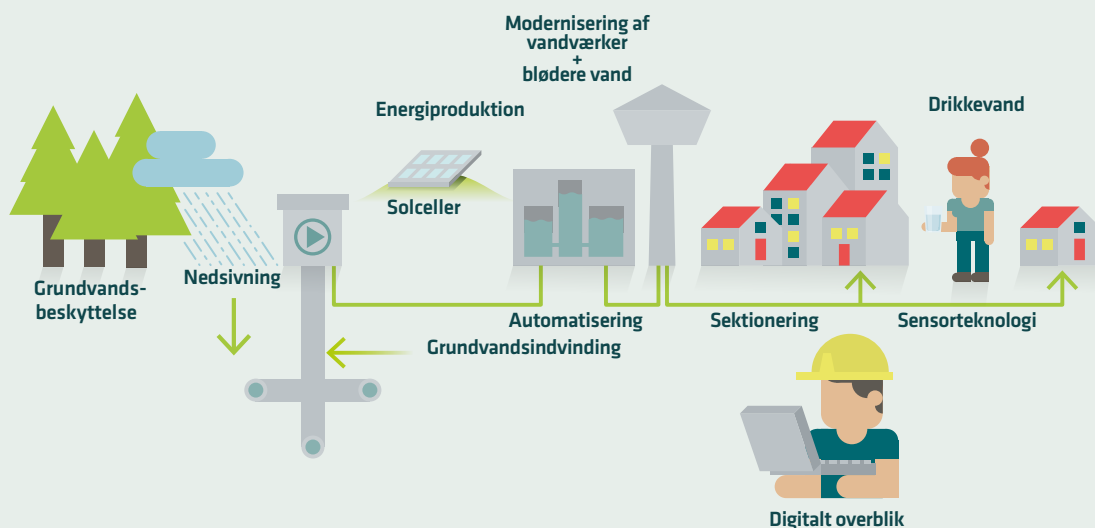 Modernisering af
vandværker
+
blødere vand
Energiproduktion
Drikkevand
Solceller
Nedsivning
Grundvands-
beskyttelse
Automatisering
Sektionering
Sensorteknologi
Grundvandsindvinding
Digitalt overblik